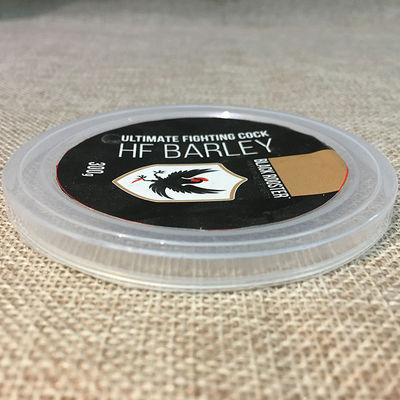 ULTIMATE FIGHTING COCK
HF BARLEY
300g
BLACK ROOSTER